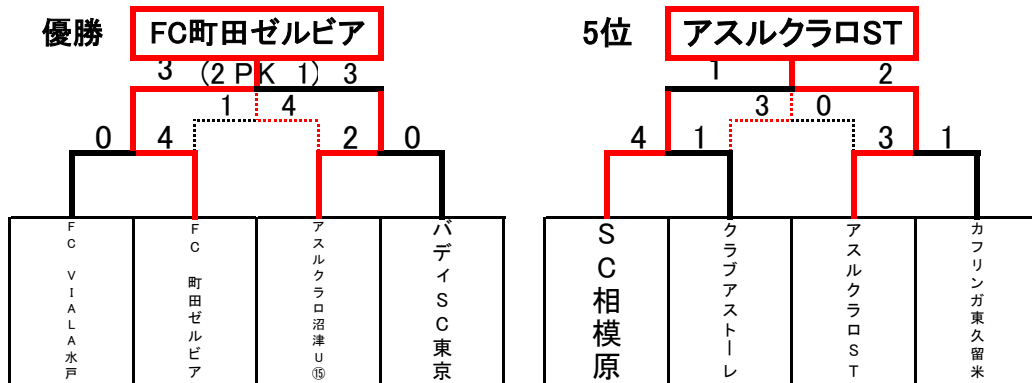 優勝 FC町田ゼルビア
3 (2 PK 1) 3
1 4
0 4 2 0
FC VIALA水戸
FC 町田ゼルビア
アスルクラロ沼津U⑮
バディSC東京
5位 アスルクラロST
1 2
3 0
4 1 3 1
SC相模原
クラブアストーレ
アスルクラロST
カフリンガ東久留米